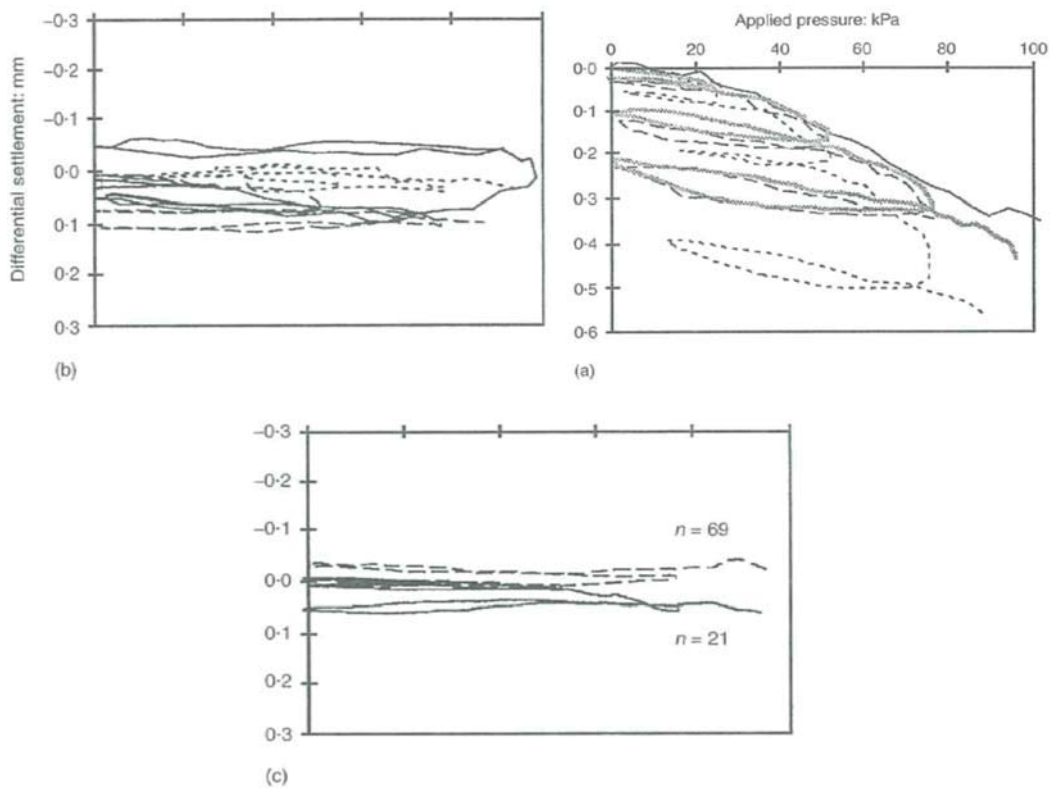 −0·3
−0·2
−0·1
0·0
0·1
0·2
0·3
Differential settlement: mm
(b)
Applied pressure: kPa
0 20 40 60 80 100
0·0
0·1
0·2
0·3
0·4
0·5
0·6
(a)
−0·3
−0·2
−0·1
0·0
0·1
0·2
0·3
n = 69
n = 21
(c)